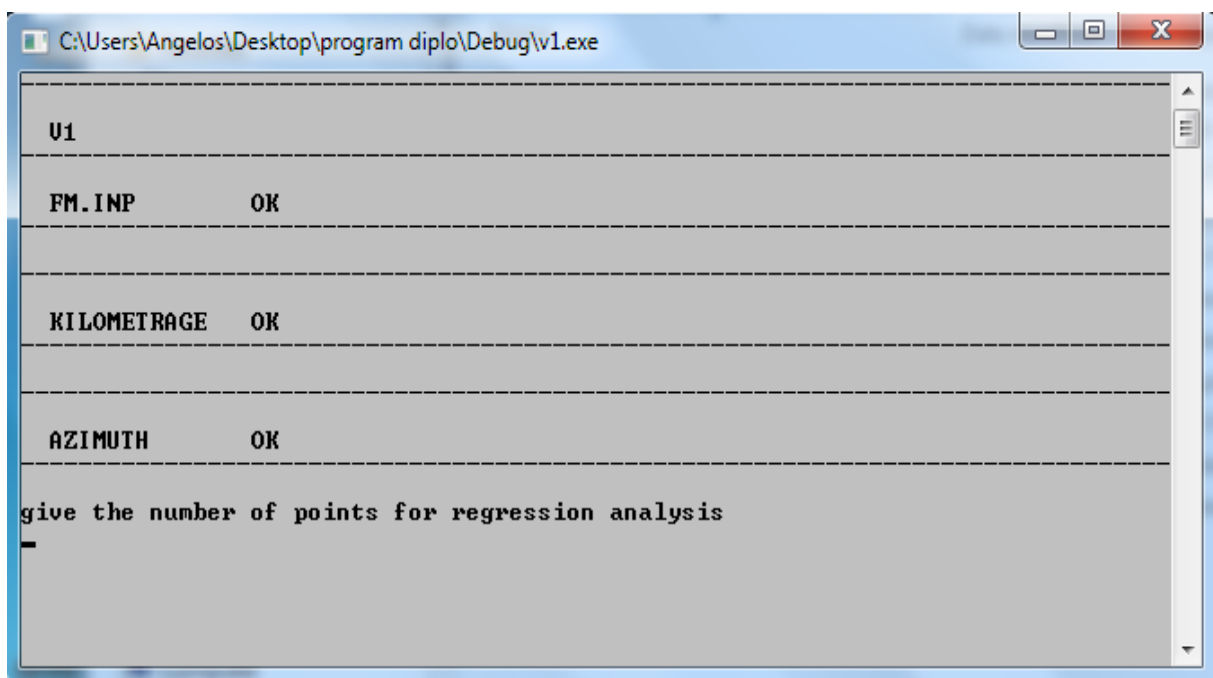 C:\Users\Angelos\Desktop\program diplo\Debug\v1.exe
V1
FM.INP OK
KILOMETRAGE OK
AZIMUTH OK
give the number of points for regression analysis